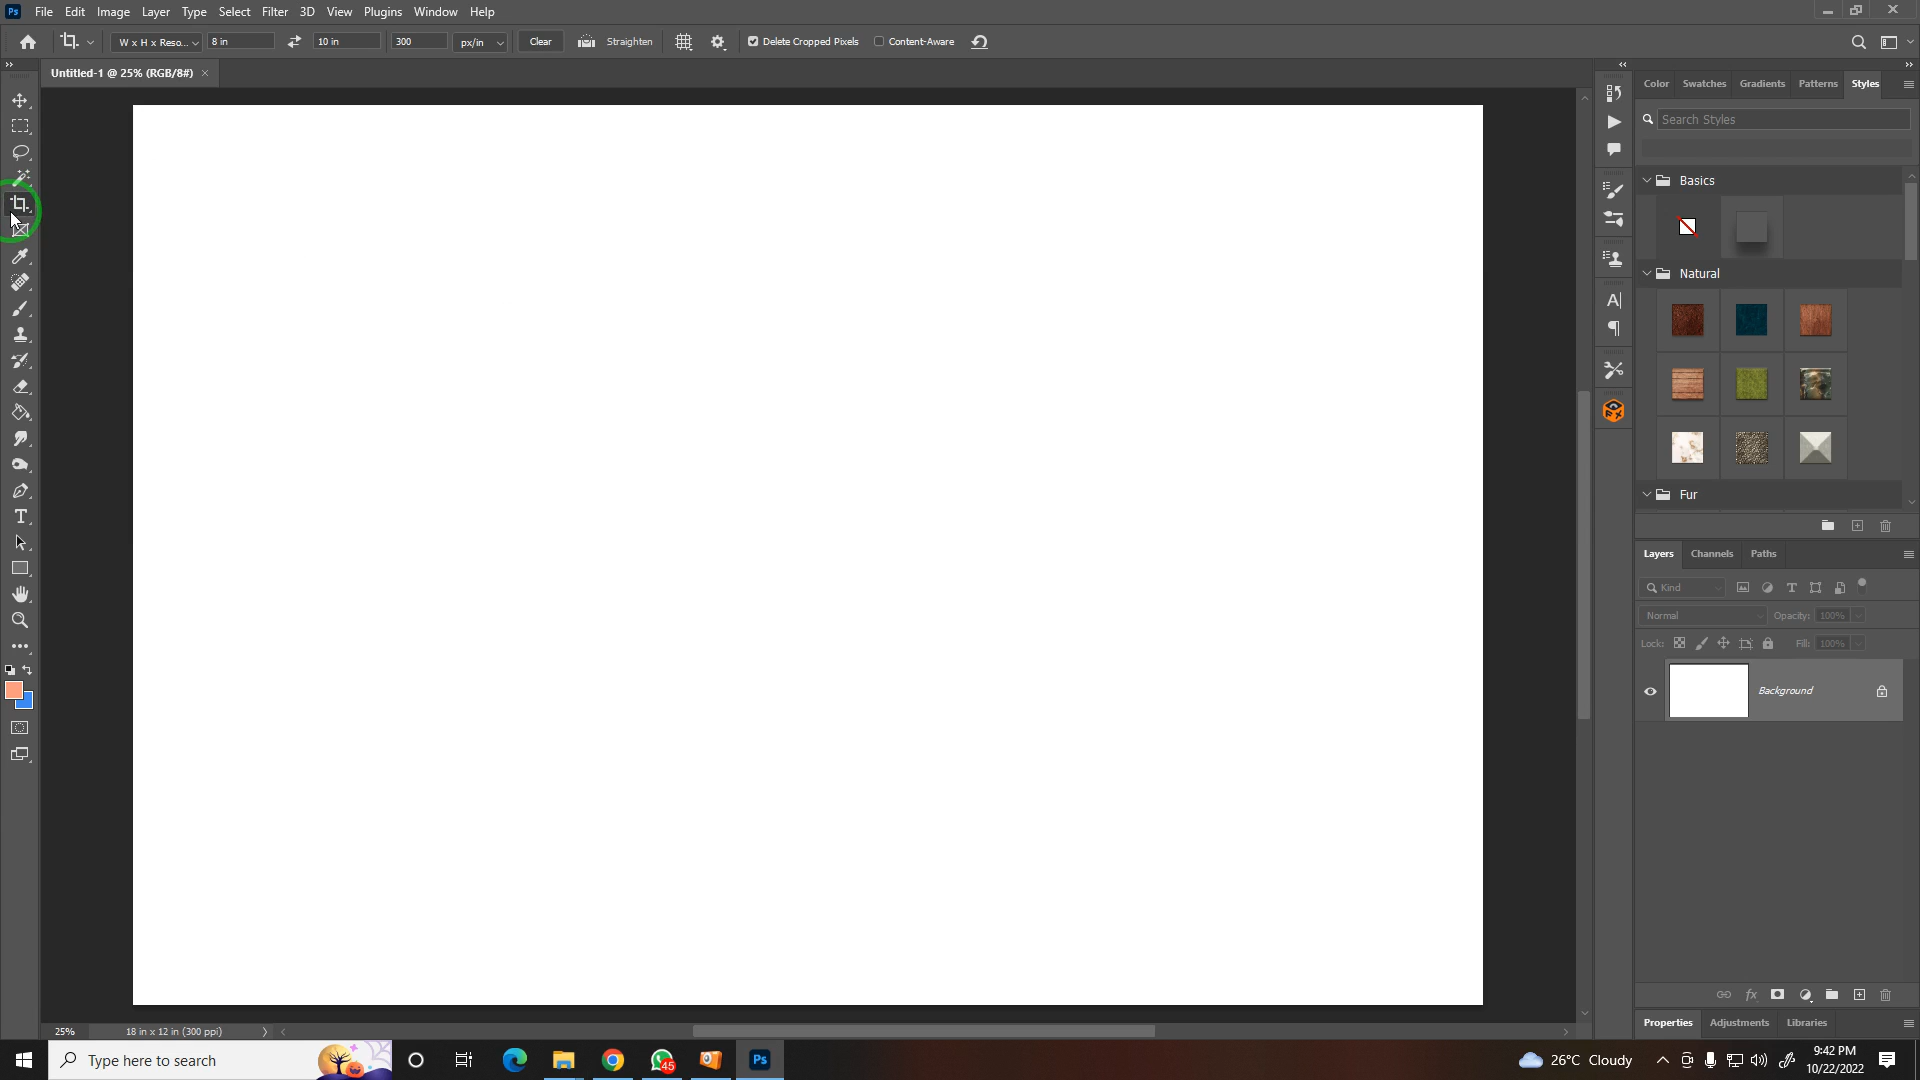 Ps File Edit Image Layer Type Select Filter 3D View Plugins Window Help
W x H x Reso... 8 in 10 in 300 px/in Clear Straighten Delete Cropped Pixels Content-Aware
Untitled-1 @ 25% (RGB/8#)
Color Swatches Gradients Patterns Styles
Search Styles
Basics
Natural
Fur
Layers Channels Paths
Kind
Normal Opacity: 100%
Lock: Fill: 100%
Background
25% 18 in x 12 in (300 ppi)
Properties Adjustments Libraries
Type here to search 45 Ps 26°C Cloudy 9:42 PM
10/22/2022